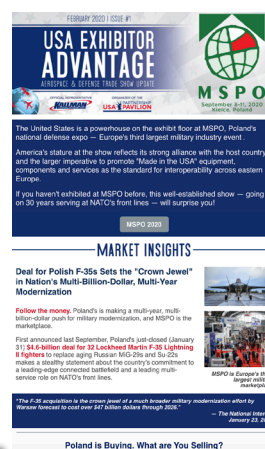 FEBRUARY 2020 | ISSUE #1
USA EXHIBITOR
ADVANTAGE
AEROSPACE & DEFENSE TRADE SHOW UPDATE
OFFICIAL REPRESENTATIVE
KALLMAN
ORGANIZERS OF THE
USA PARTNERSHIP PAVILION
MSPO
September 8-11, 2020
Kielce, Poland
The United States is a powerhouse on the exhibit floor at MSPO, Poland's
national defense expo — Europe's third largest military industry event.
America's stature at the show reflects its strong alliance with the host country
and the larger imperative to promote "Made in the USA" equipment,
components and services as the standard for interoperability across eastern
Europe.
If you haven't exhibited at MSPO before, this well-established show — going
on 30 years serving at NATO's front lines — will surprise you!
MSPO 2020
MARKET INSIGHTS
Deal for Polish F-35s Sets the "Crown Jewel"
in Nation's Multi-Billion-Dollar, Multi-Year
Modernization
Follow the money. Poland's is making a multi-year, multi-
billion-dollar push for military modernization, and MSPO is the
marketplace.
First announced last September, Poland's just-closed (January
31) $4.6-billion deal for 32 Lockheed Martin F-35 Lightning
II fighters to replace aging Russian MiG-29s and Su-22s
makes a stealthy statement about the country's commitment to
a leading-edge connected battlefield and a leading multi-
service role on NATO's front lines.
MSPO is Europe's th
largest milit
marketpl
"The F-35 acquisition is the crown jewel of a much broader military modernization effort by
Warsaw forecast to cost over $47 billion dollars through 2026."
— The National Inter
January 23, 20
Poland is Buying. What are You Selling?